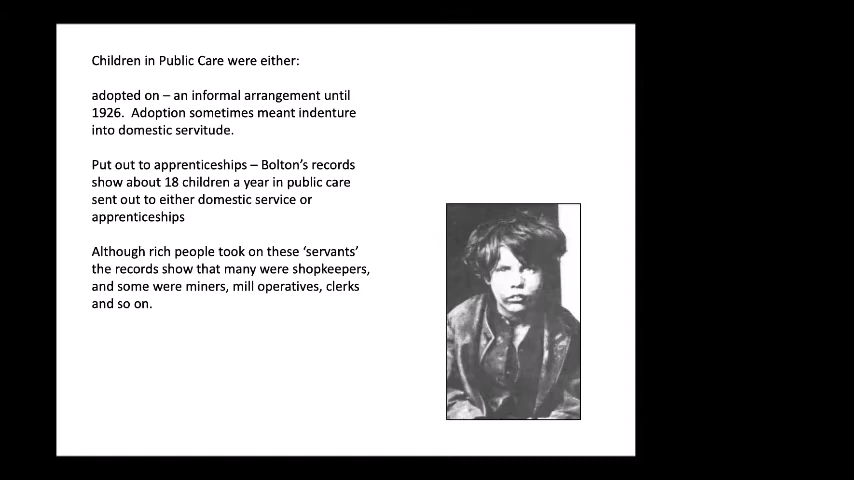 Children in Public Care were either:
adopted on – an informal arrangement until
1926.  Adoption sometimes meant indenture
into domestic servitude.
Put out to apprenticeships – Bolton’s records
show about 18 children a year in public care
sent out to either domestic service or
apprenticeships
Although rich people took on these ‘servants’
the records show that many were shopkeepers,
and some were miners, mill operatives, clerks
and so on.